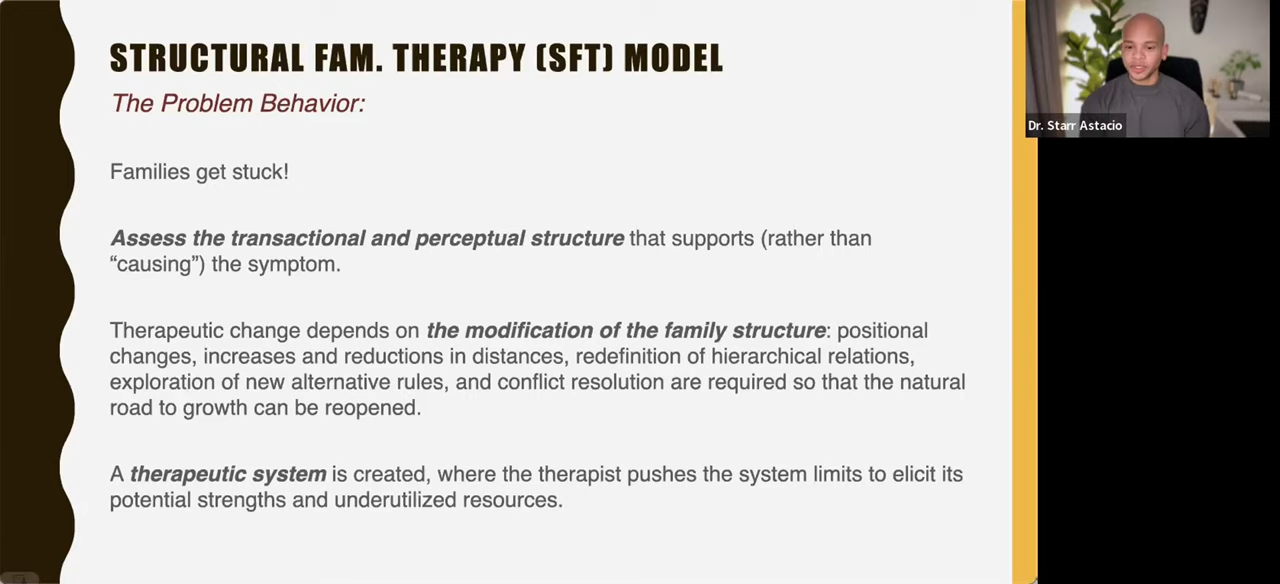 STRUCTURAL FAM. THERAPY (SFT) MODEL
The Problem Behavior:
Families get stuck!
Assess the transactional and perceptual structure that supports (rather than
“causing”) the symptom.
Therapeutic change depends on the modification of the family structure: positional
changes, increases and reductions in distances, redefinition of hierarchical relations,
exploration of new alternative rules, and conflict resolution are required so that the natural
road to growth can be reopened.
A therapeutic system is created, where the therapist pushes the system limits to elicit its
potential strengths and underutilized resources.
Dr. Starr Astacio